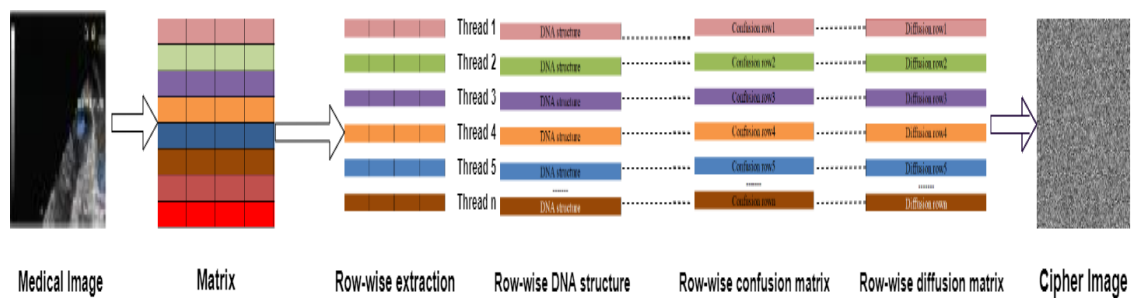 Thread 1 DNA structure Confusion row1 Diffusion row1
Thread 2 DNA structure Confusion row2 Diffusion row2
Thread 3 DNA structure Confusion row3 Diffusion row3
Thread 4 DNA structure Confusion row4 Diffusion row4
Thread 5 DNA structure Confusion row5 Diffusion row5
Thread n DNA structure Confusion rown Diffusion rown
Medical Image Matrix Row-wise extraction Row-wise DNA structure Row-wise confusion matrix Row-wise diffusion matrix Cipher Image